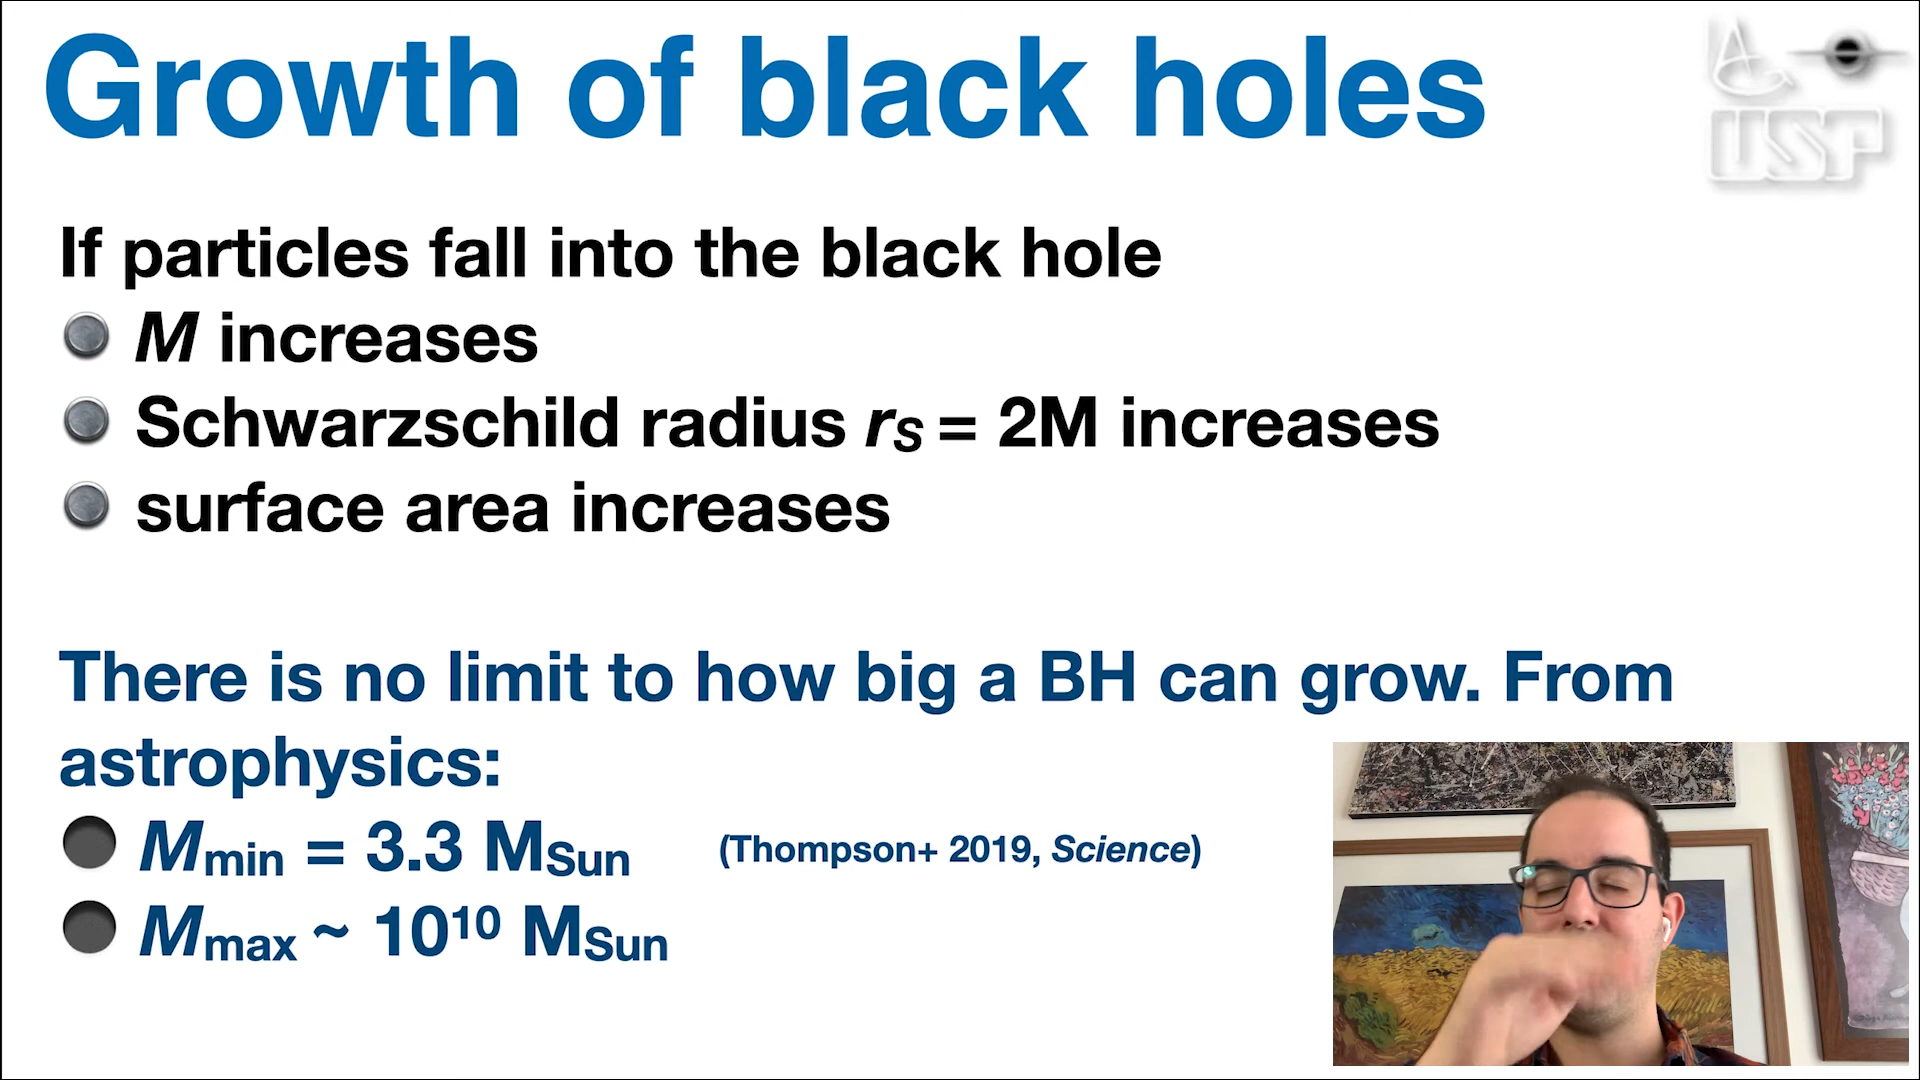 Growth of black holes
IAG
USP
If particles fall into the black hole
M increases
Schwarzschild radius rS = 2M increases
surface area increases
There is no limit to how big a BH can grow. From
astrophysics:
Mmin = 3.3 MSun (Thompson+ 2019, Science)
Mmax ~ 10¹⁰ MSun